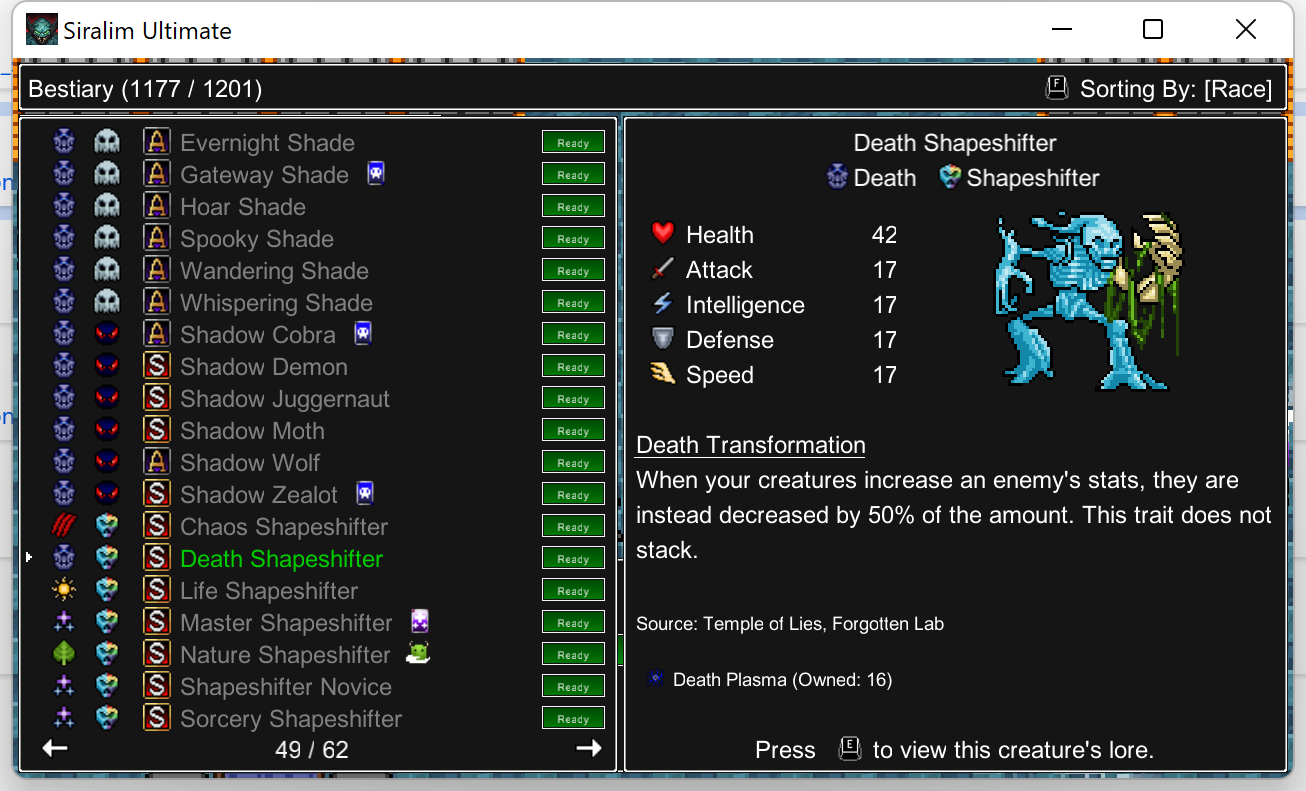 Siralim Ultimate
Bestiary (1177 / 1201)
F Sorting By: [Race]
A Evernight Shade Ready
A Gateway Shade Ready
A Hoar Shade Ready
A Spooky Shade Ready
A Wandering Shade Ready
A Whispering Shade Ready
A Shadow Cobra Ready
S Shadow Demon Ready
S Shadow Juggernaut Ready
S Shadow Moth Ready
A Shadow Wolf Ready
S Shadow Zealot Ready
S Chaos Shapeshifter Ready
S Death Shapeshifter Ready
S Life Shapeshifter Ready
S Master Shapeshifter Ready
S Nature Shapeshifter Ready
S Shapeshifter Novice Ready
S Sorcery Shapeshifter Ready
49 / 62
Death Shapeshifter
Death Shapeshifter
Health 42
Attack 17
Intelligence 17
Defense 17
Speed 17
Death Transformation
When your creatures increase an enemy's stats, they are
instead decreased by 50% of the amount. This trait does not
stack.
Source: Temple of Lies, Forgotten Lab
Death Plasma (Owned: 16)
Press E to view this creature's lore.